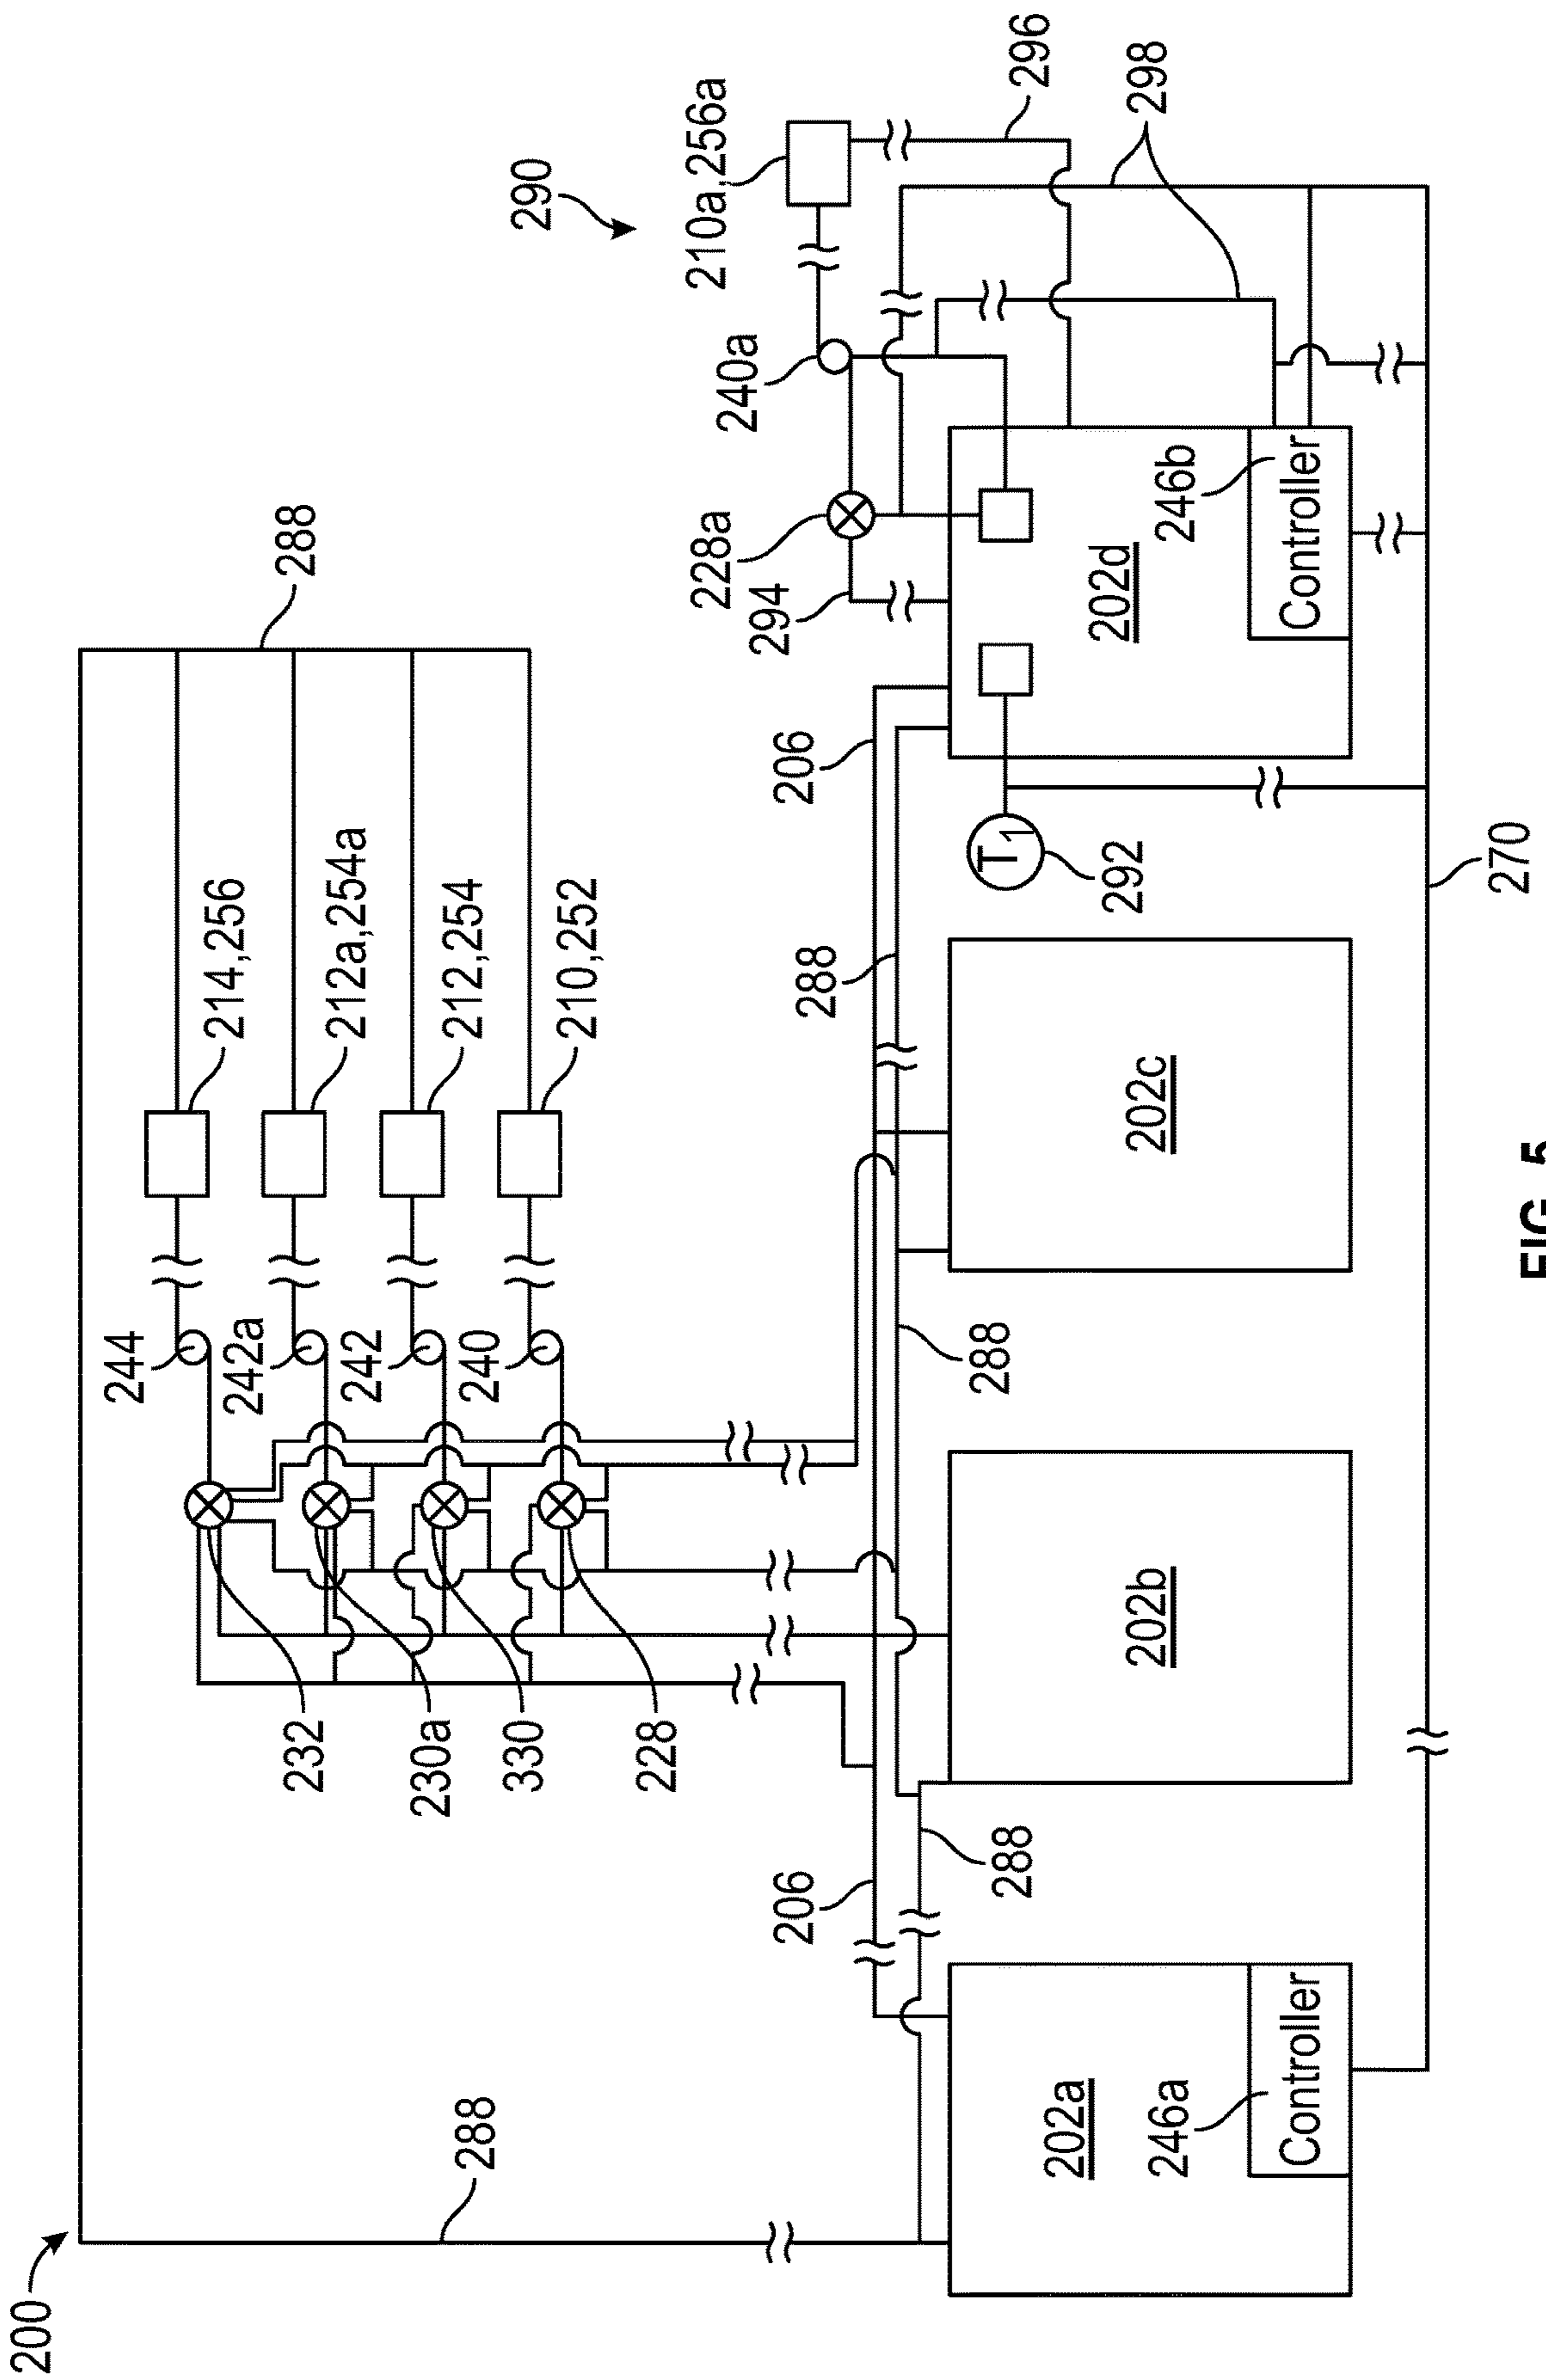 200
288
288
244
242a
242
240
214,256
212a,254a
212,254
210,252
232
230a
330
228
290
210a,256a
240a
228a
294
296
298
206
206
288
288
288
T1
292
202a
202b
202c
202d
246a
Controller
246b
Controller
270
FIG. 5